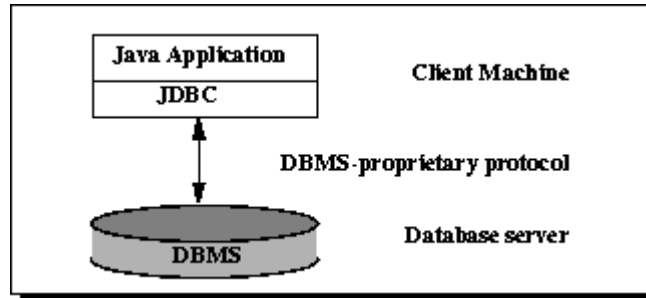 Java Application
JDBC
Client Machine
DBMS-proprietary protocol
DBMS
Database server